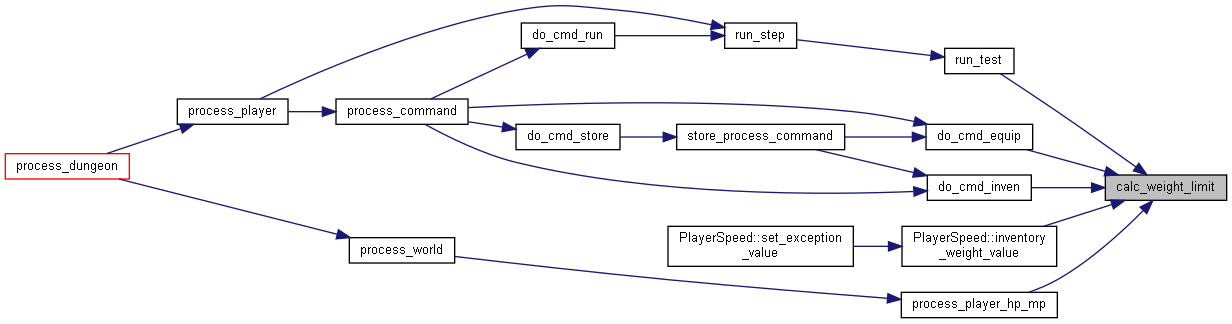 do_cmd_run
run_step
run_test
process_player
process_command
do_cmd_store
store_process_command
do_cmd_equip
process_dungeon
do_cmd_inven
calc_weight_limit
process_world
PlayerSpeed::set_exception
_value
PlayerSpeed::inventory
_weight_value
process_player_hp_mp